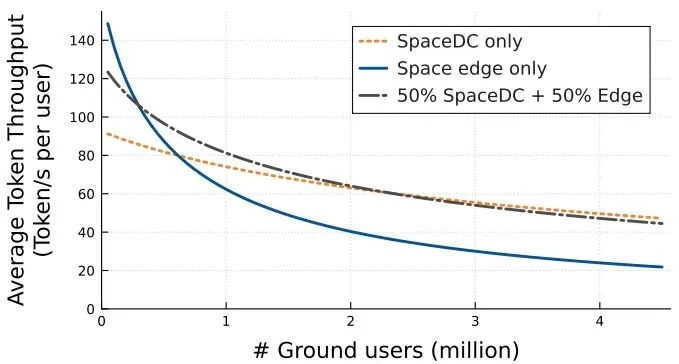 Average Token Throughput
(Token/s per user)
140
120
100
80
60
40
20
0
SpaceDC only
Space edge only
50% SpaceDC + 50% Edge
0 1 2 3 4
# Ground users (million)